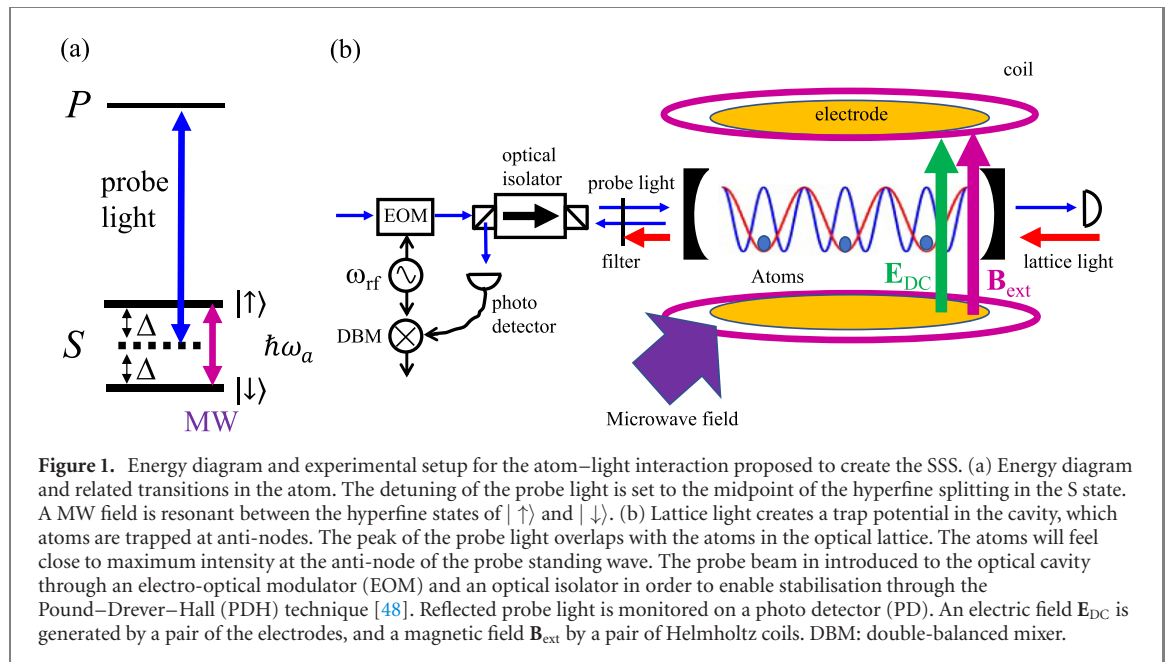 (a)
P
probe
light
|↑⟩
Δ
S
ħω_a
Δ
|↓⟩
MW
(b)
coil
electrode
optical
isolator
probe light
EOM
filter
lattice light
ω_rf
Atoms
E_DC
B_ext
photo
detector
DBM
Microwave field
Figure 1. Energy diagram and experimental setup for the atom–light interaction proposed to create the SSS. (a) Energy diagram
and related transitions in the atom. The detuning of the probe light is set to the midpoint of the hyperfine splitting in the S state.
A MW field is resonant between the hyperfine states of | ↑⟩ and | ↓⟩. (b) Lattice light creates a trap potential in the cavity, which
atoms are trapped at anti-nodes. The peak of the probe light overlaps with the atoms in the optical lattice. The atoms will feel
close to maximum intensity at the anti-node of the probe standing wave. The probe beam in introduced to the optical cavity
through an electro-optical modulator (EOM) and an optical isolator in order to enable stabilisation through the
Pound–Drever–Hall (PDH) technique [48]. Reflected probe light is monitored on a photo detector (PD). An electric field E_DC is
generated by a pair of the electrodes, and a magnetic field B_ext by a pair of Helmholtz coils. DBM: double-balanced mixer.